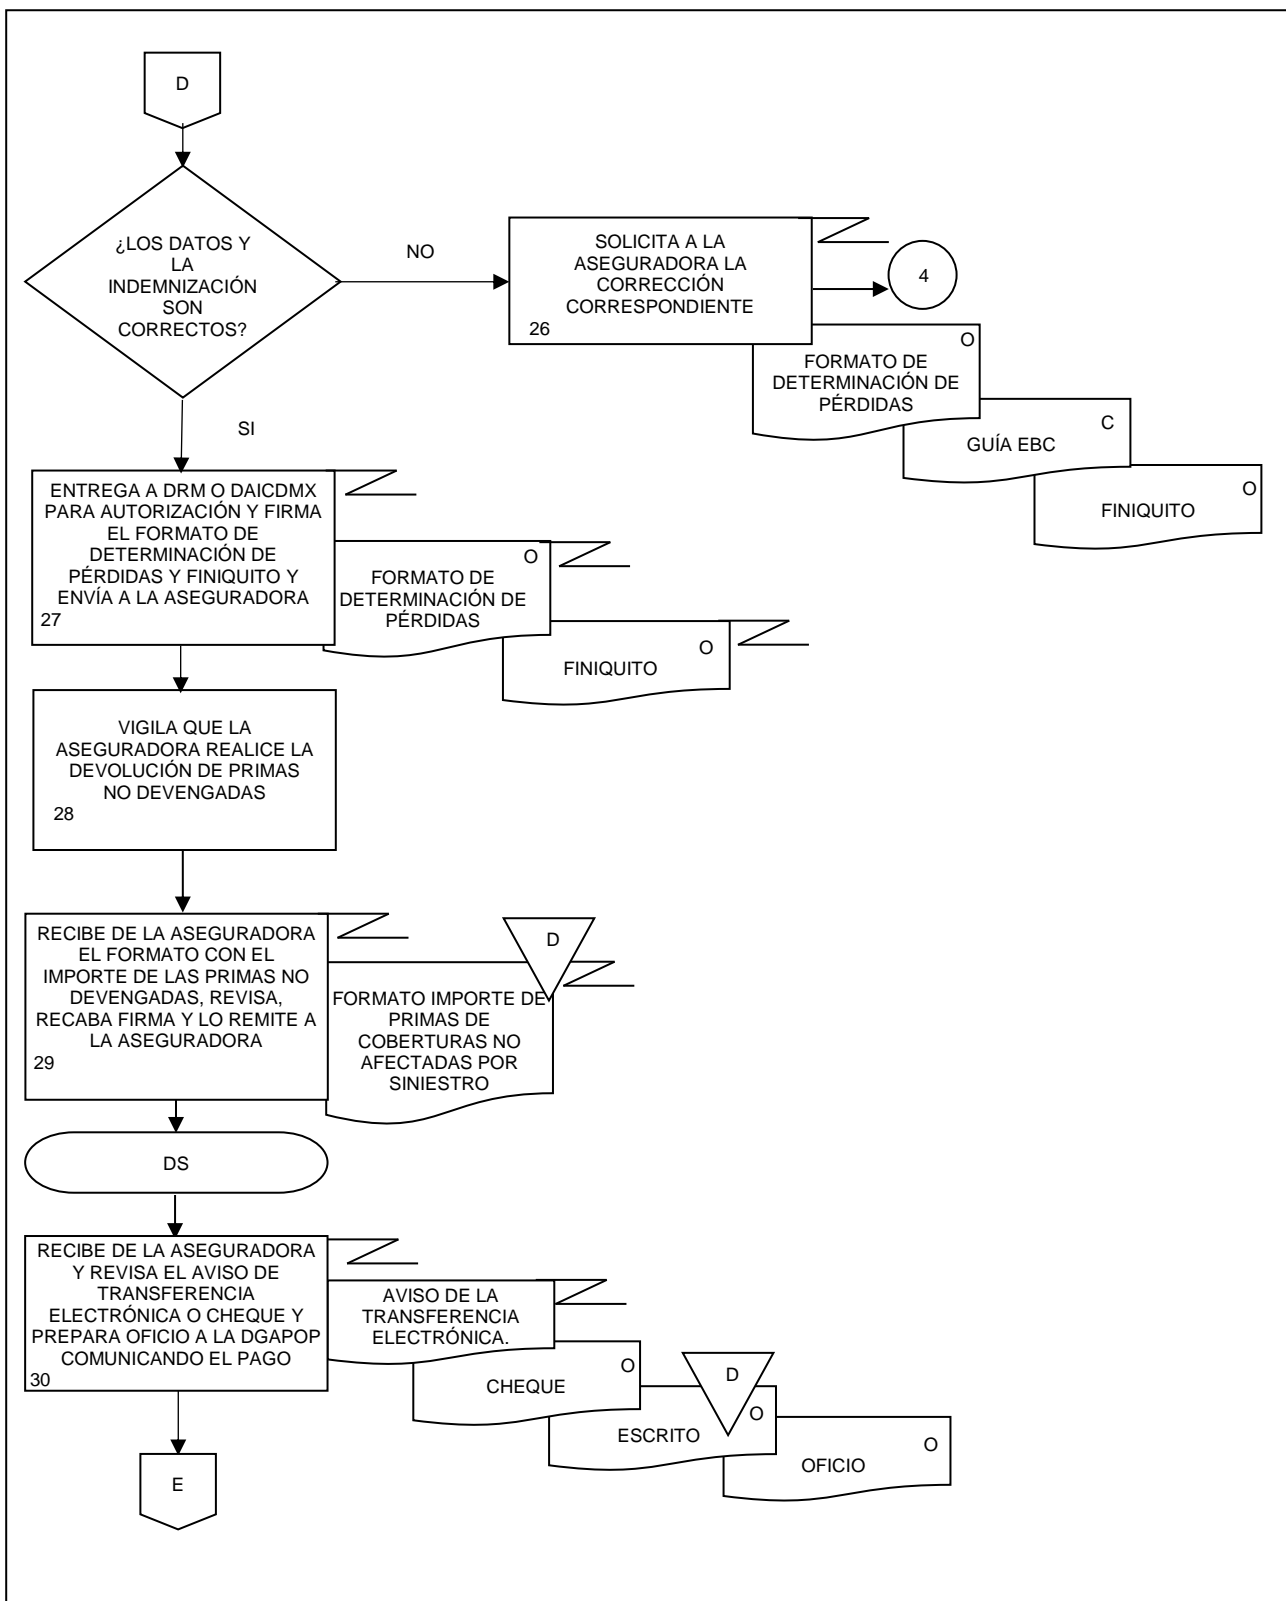 D
¿LOS DATOS Y
LA
INDEMNIZACIÓN
SON
CORRECTOS?
NO
SOLICITA A LA
ASEGURADORA LA
CORRECCIÓN
CORRESPONDIENTE
26
4
O
FORMATO DE
DETERMINACIÓN DE
PÉRDIDAS
C
GUÍA EBC
O
FINIQUITO
SI
ENTREGA A DRM O DAICDMX
PARA AUTORIZACIÓN Y FIRMA
EL FORMATO DE
DETERMINACIÓN DE
PÉRDIDAS Y FINIQUITO Y
ENVÍA A LA ASEGURADORA
27
O
FORMATO DE
DETERMINACIÓN DE
PÉRDIDAS
O
FINIQUITO
VIGILA QUE LA
ASEGURADORA REALICE LA
DEVOLUCIÓN DE PRIMAS
NO DEVENGADAS
28
RECIBE DE LA ASEGURADORA
EL FORMATO CON EL
IMPORTE DE LAS PRIMAS NO
DEVENGADAS, REVISA,
RECABA FIRMA Y LO REMITE A
LA ASEGURADORA
29
D
FORMATO IMPORTE DE
PRIMAS DE
COBERTURAS NO
AFECTADAS POR
SINIESTRO
DS
RECIBE DE LA ASEGURADORA
Y REVISA EL AVISO DE
TRANSFERENCIA
ELECTRÓNICA O CHEQUE Y
PREPARA OFICIO A LA DGAPOP
COMUNICANDO EL PAGO
30
AVISO DE LA
TRANSFERENCIA
ELECTRÓNICA.
O
CHEQUE
D
O
ESCRITO
O
OFICIO
E